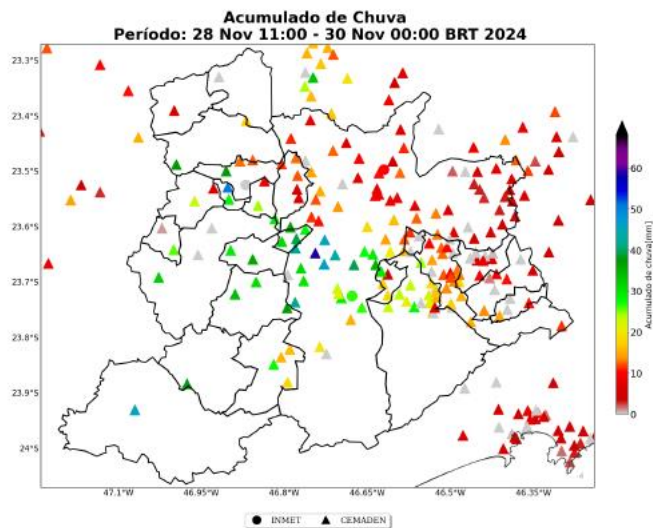 Acumulado de Chuva
Período: 28 Nov 11:00 - 30 Nov 00:00 BRT 2024
23.3°S
23.4°S
23.5°S
23.6°S
23.7°S
23.8°S
23.9°S
24°S
47.1°W
46.95°W
46.8°W
46.65°W
46.5°W
46.35°W
60
50
40
30
20
10
0
Acumulado de chuva[mm]
INMET
CEMADEN